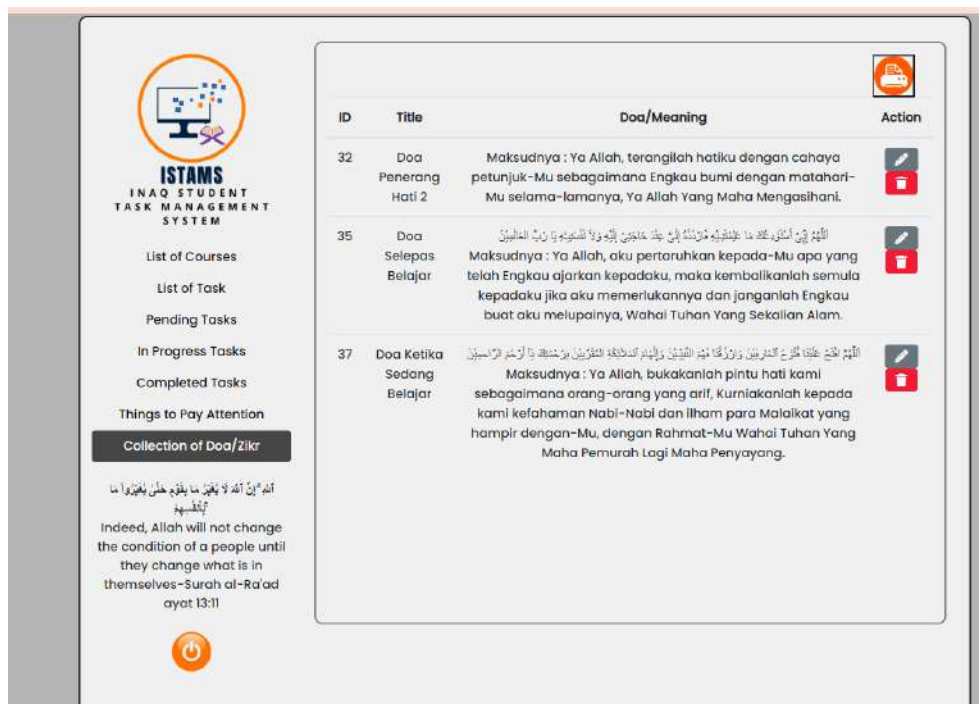 ISTAMS
INAQ STUDENT
TASK MANAGEMENT
SYSTEM
List of Courses
List of Task
Pending Tasks
In Progress Tasks
Completed Tasks
Things to Pay Attention
Collection of Doa/Zikr
ٱللَّهِ ۗ إِنَّ ٱللَّهَ لَا يُغَيِّرُ مَا بِقَوْمٍ حَتَّىٰ يُغَيِّرُوا۟ مَا
بِأَنفُسِهِمْ ۗ
Indeed, Allah will not change
the condition of a people until
they change what is in
themselves-Surah al-Ra'ad
ayat 13:11
ID Title Doa/Meaning Action
32 Doa Penerang Hati 2
Maksudnya : Ya Allah, terangilah hatiku dengan cahaya
petunjuk-Mu sebagaimana Engkau bumi dengan matahari-
Mu selama-lamanya, Ya Allah Yang Maha Mengasihani.
35 Doa Selepas Belajar
Maksudnya : Ya Allah, aku pertaruhkan kepada-Mu apa yang
telah Engkau ajarkan kepadaku, maka kembalikanlah semula
kepadaku jika aku memerlukannya dan janganlah Engkau
buat aku melupainya, Wahai Tuhan Yang Sekalian Alam.
37 Doa Ketika Sedang Belajar
Maksudnya : Ya Allah, bukakanlah pintu hati kami
sebagaimana orang-orang yang arif, Kurniakanlah kepada
kami kefahaman Nabi-Nabi dan ilham para Malaikat yang
hampir dengan-Mu, dengan Rahmat-Mu Wahai Tuhan Yang
Maha Pemurah Lagi Maha Penyayang.